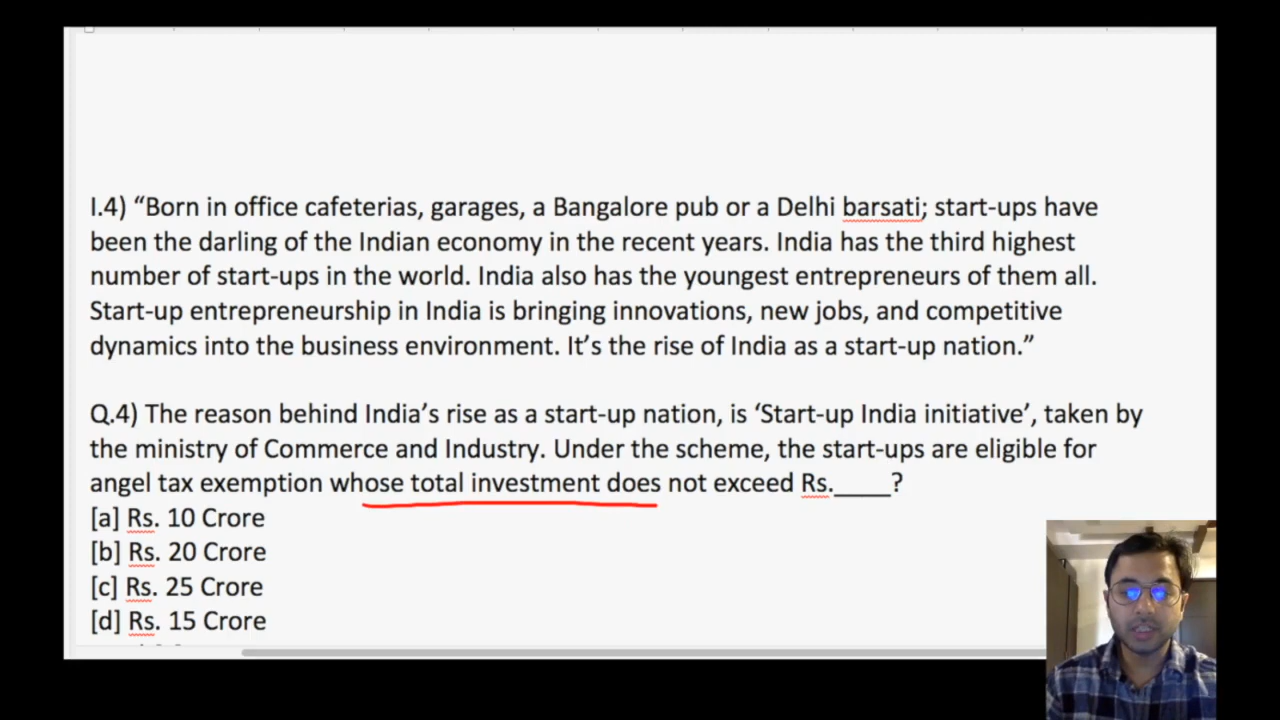 I.4) “Born in office cafeterias, garages, a Bangalore pub or a Delhi barsati; start-ups have
been the darling of the Indian economy in the recent years. India has the third highest
number of start-ups in the world. India also has the youngest entrepreneurs of them all.
Start-up entrepreneurship in India is bringing innovations, new jobs, and competitive
dynamics into the business environment. It’s the rise of India as a start-up nation.”
Q.4) The reason behind India’s rise as a start-up nation, is ‘Start-up India initiative’, taken by
the ministry of Commerce and Industry. Under the scheme, the start-ups are eligible for
angel tax exemption whose total investment does not exceed Rs.____?
[a] Rs. 10 Crore
[b] Rs. 20 Crore
[c] Rs. 25 Crore
[d] Rs. 15 Crore